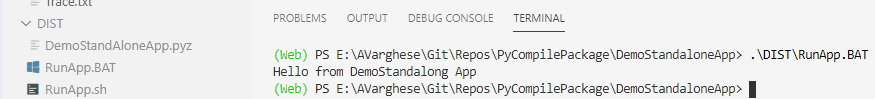 Trace.txt
DIST
DemoStandAloneApp.pyz
RunApp.BAT
RunApp.sh
PROBLEMS OUTPUT DEBUG CONSOLE TERMINAL
(Web) PS E:\AVarghese\Git\Repos\PyCompilePackage\DemoStandaloneApp> .\DIST\RunApp.BAT
Hello from DemoStandalong App
(Web) PS E:\AVarghese\Git\Repos\PyCompilePackage\DemoStandaloneApp>